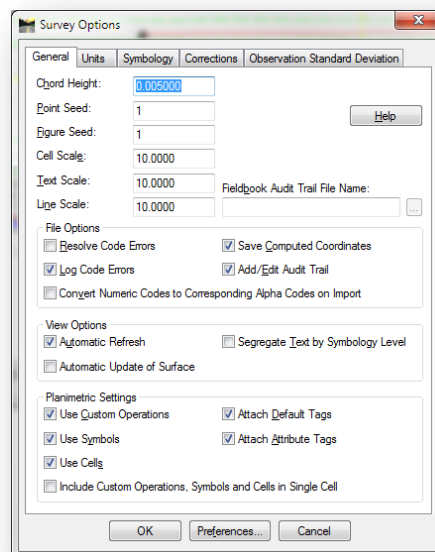 Survey Options
General Units Symbology Corrections Observation Standard Deviation
Chord Height: 0.005000
Point Seed: 1
Help
Figure Seed: 1
Cell Scale: 10.0000
Text Scale: 10.0000
Fieldbook Audit Trail File Name:
Line Scale: 10.0000
...
File Options
Resolve Code Errors Save Computed Coordinates
Log Code Errors Add/Edit Audit Trail
Convert Numeric Codes to Corresponding Alpha Codes on Import
View Options
Automatic Refresh Segregate Text by Symbology Level
Automatic Update of Surface
Planimetric Settings
Use Custom Operations Attach Default Tags
Use Symbols Attach Attribute Tags
Use Cells
Include Custom Operations, Symbols and Cells in Single Cell
OK Preferences... Cancel